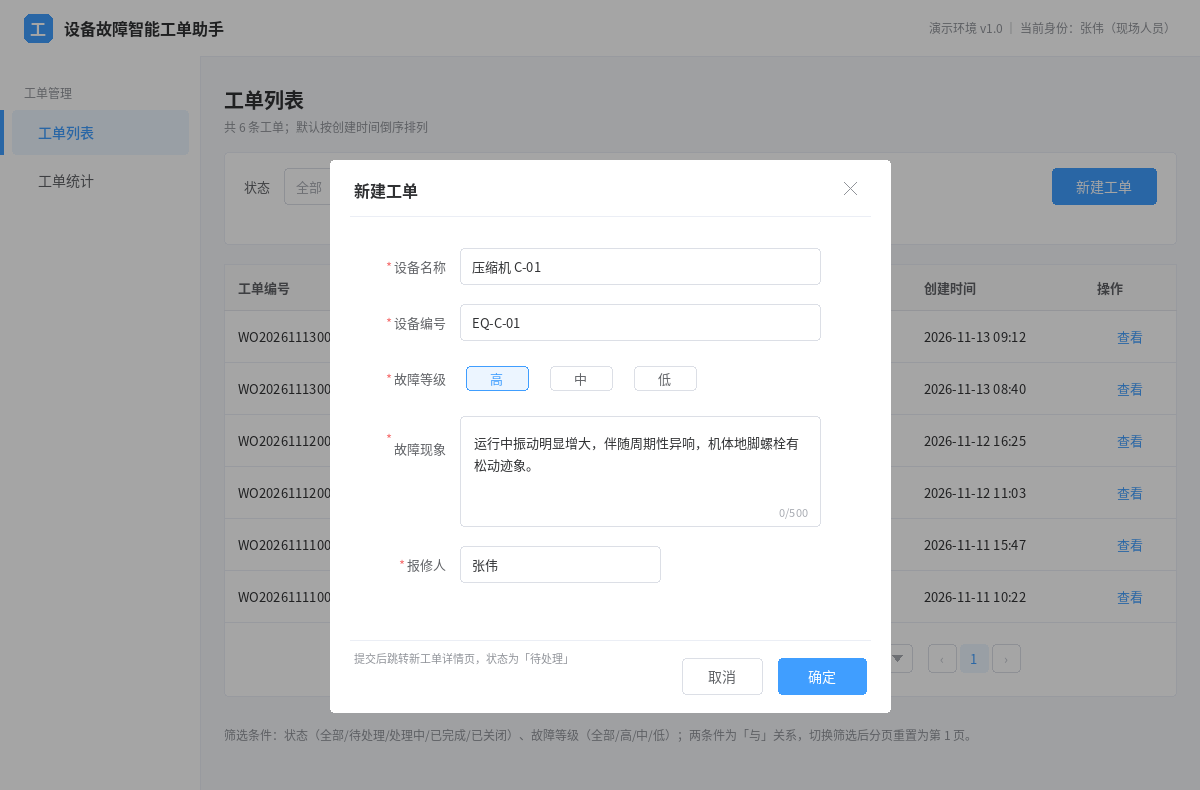 工 设备故障智能工单助手
演示环境 v1.0 | 当前身份：张伟（现场人员）
工单管理
工单列表
工单统计
工单列表
共 6 条工单；默认按创建时间倒序排列
状态 全部
新建工单
工单编号 创建时间 操作
WO2026111300 2026-11-13 09:12 查看
WO2026111300 2026-11-13 08:40 查看
WO2026111200 2026-11-12 16:25 查看
WO2026111200 2026-11-12 11:03 查看
WO2026111100 2026-11-11 15:47 查看
WO2026111100 2026-11-11 10:22 查看
‹ 1 ›
筛选条件：状态（全部/待处理/处理中/已完成/已关闭）、故障等级（全部/高/中/低）；两条件为「与」关系，切换筛选后分页重置为第 1 页。
新建工单
* 设备名称 压缩机 C-01
* 设备编号 EQ-C-01
* 故障等级 高 中 低
* 故障现象
运行中振动明显增大，伴随周期性异响，机体地脚螺栓有
松动迹象。
0/500
* 报修人 张伟
提交后跳转新工单详情页，状态为「待处理」
取消 确定